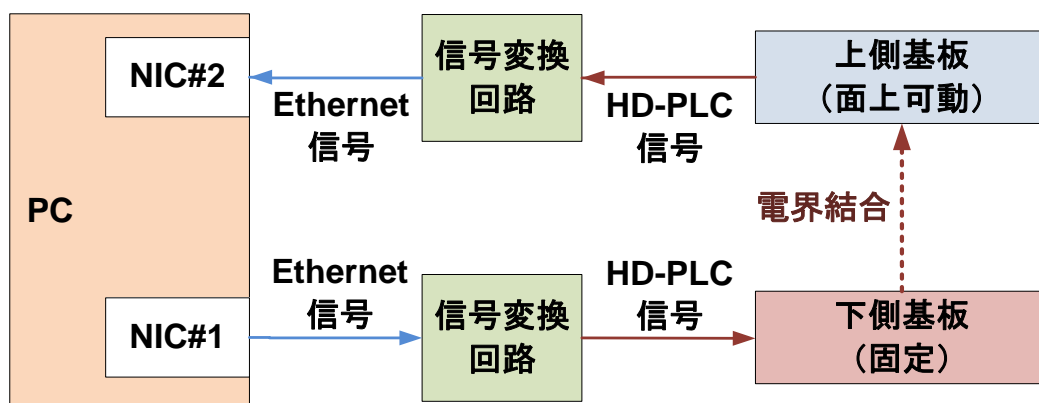 NIC#2
Ethernet
信号
信号変換
回路
HD-PLC
信号
上側基板
（面上可動）
PC
電界結合
NIC#1
Ethernet
信号
信号変換
回路
HD-PLC
信号
下側基板
（固定）